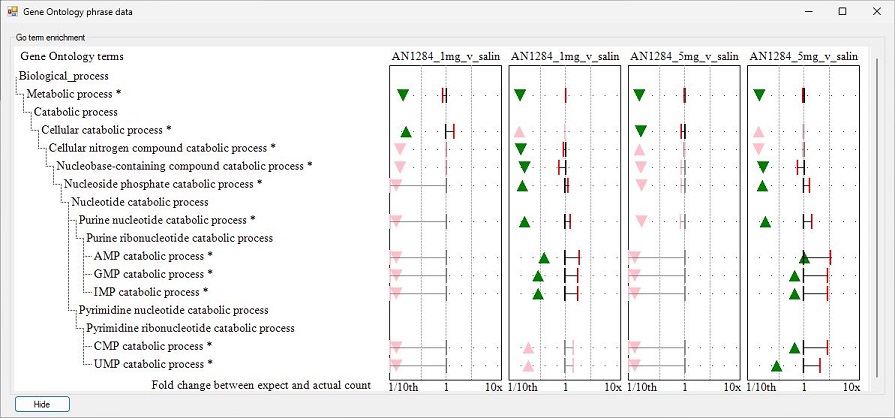 Gene Ontology phrase data
Go term enrichment
Gene Ontology terms
AN1284_1mg_v_salin AN1284_1mg_v_salin AN1284_5mg_v_salin AN1284_5mg_v_salin
Biological_process
Metabolic process *
Catabolic process
Cellular catabolic process *
Cellular nitrogen compound catabolic process *
Nucleobase-containing compound catabolic process *
Nucleoside phosphate catabolic process *
Nucleotide catabolic process
Purine nucleotide catabolic process *
Purine ribonucleotide catabolic process
AMP catabolic process *
GMP catabolic process *
IMP catabolic process *
Pyrimidine nucleotide catabolic process
Pyrimidine ribonucleotide catabolic process
CMP catabolic process *
UMP catabolic process *
Fold change between expect and actual count 1/10th 1 10x 1/10th 1 10x 1/10th 1 10x 1/10th 1 10x
Hide